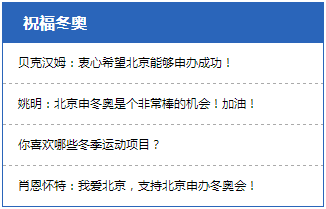 祝福冬奥
贝克汉姆：衷心希望北京能够申办成功！
姚明：北京申冬奥是个非常棒的机会！加油！
你喜欢哪些冬季运动项目？
肖恩怀特：我爱北京，支持北京申办冬奥会！